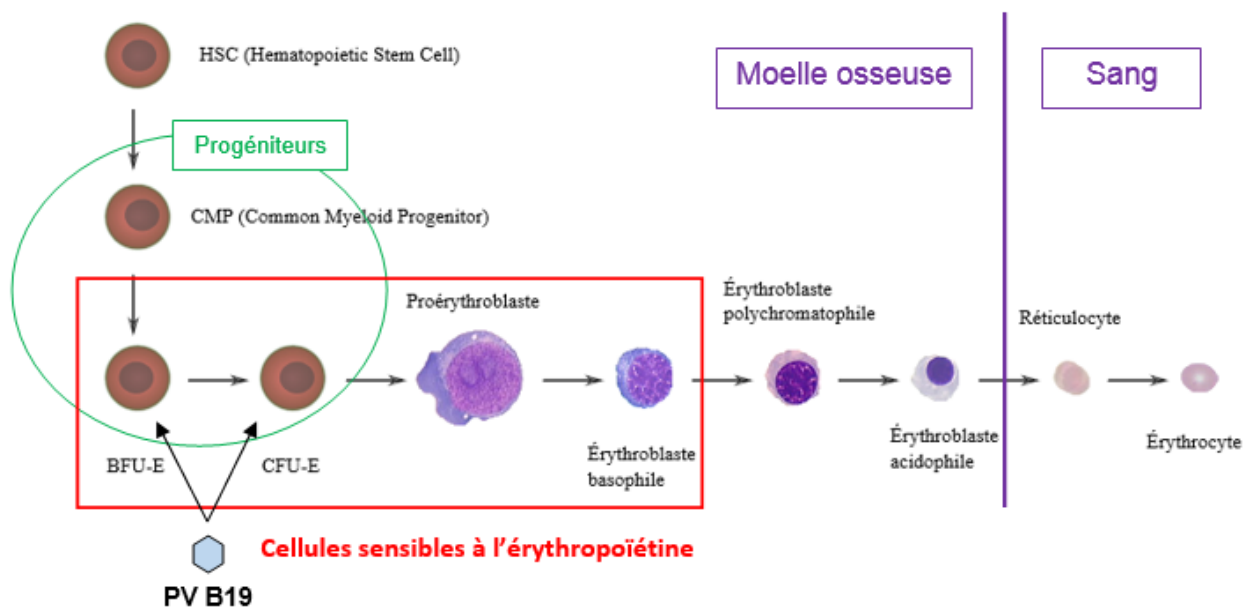 HSC (Hematopoietic Stem Cell)
Moelle osseuse
Sang
Progéniteurs
CMP (Common Myeloid Progenitor)
Proérythroblaste
Érythroblaste
polychromatophile
Réticulocyte
BFU-E
CFU-E
Érythroblaste
basophile
Érythroblaste
acidophile
Érythrocyte
Cellules sensibles à l'érythropoïétine
PV B19